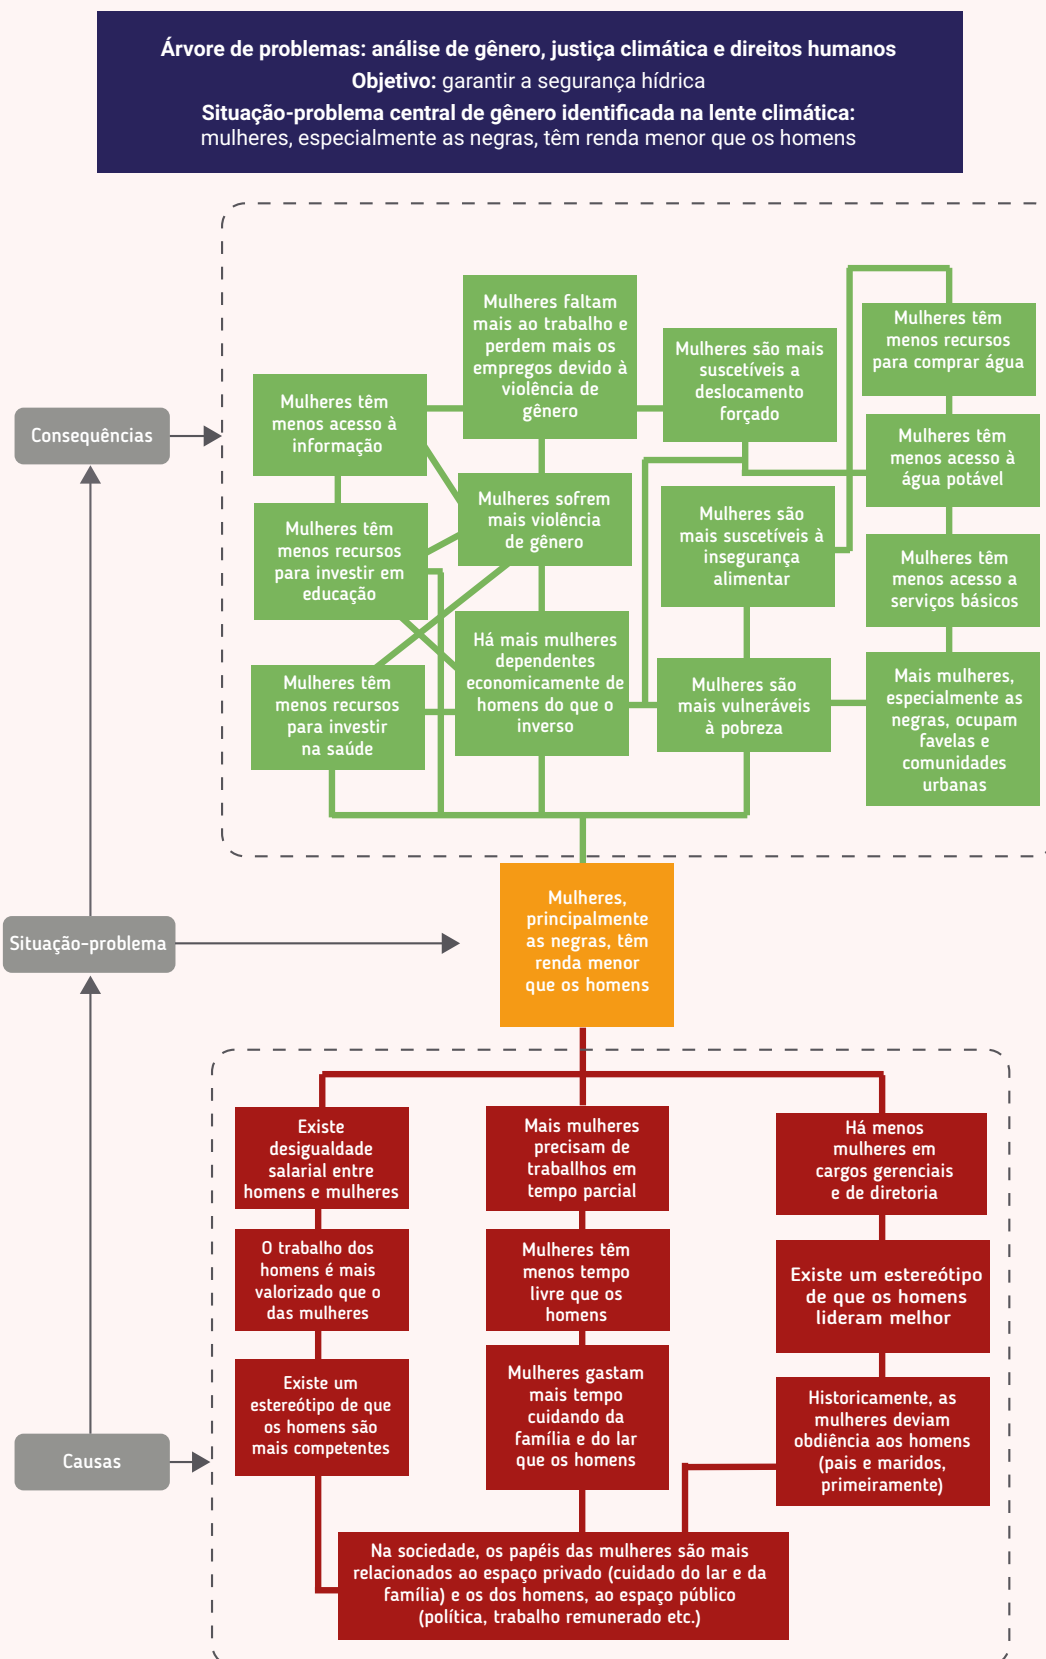 Árvore de problemas: análise de gênero, justiça climática e direitos humanos
Objetivo: garantir a segurança hídrica
Situação-problema central de gênero identificada na lente climática:
mulheres, especialmente as negras, têm renda menor que os homens
Consequências
Mulheres têm
menos acesso à
informação
Mulheres têm
menos recursos
para investir em
educação
Mulheres têm
menos recursos
para investir
na saúde
Mulheres faltam
mais ao trabalho e
perdem mais os
empregos devido à
violência de
gênero
Mulheres sofrem
mais violência
de gênero
Há mais mulheres
dependentes
economicamente de
homens do que o
inverso
Mulheres são mais
suscetíveis a
deslocamento
forçado
Mulheres são
mais suscetíveis à
insegurança
alimentar
Mulheres são
mais vulneráveis
à pobreza
Mulheres têm
menos recursos
para comprar água
Mulheres têm
menos acesso à
água potável
Mulheres têm
menos acesso a
serviços básicos
Mais mulheres,
especialmente as
negras, ocupam
favelas e
comunidades
urbanas
Situação-problema
Mulheres,
principalmente
as negras, têm
renda menor
que os homens
Causas
Existe
desigualdade
salarial entre
homens e mulheres
O trabalho dos
homens é mais
valorizado que o
das mulheres
Existe um
estereótipo de que
os homens são
mais competentes
Mais mulheres
precisam de
traballhos em
tempo parcial
Mulheres têm
menos tempo
livre que os
homens
Mulheres gastam
mais tempo
cuidando da
família e do lar
que os homens
Há menos
mulheres em
cargos gerenciais
e de diretoria
Existe um estereótipo
de que os homens
lideram melhor
Historicamente, as
mulheres deviam
obdiência aos homens
(pais e maridos,
primeiramente)
Na sociedade, os papéis das mulheres são mais
relacionados ao espaço privado (cuidado do lar e da
família) e os dos homens, ao espaço público
(política, trabalho remunerado etc.)